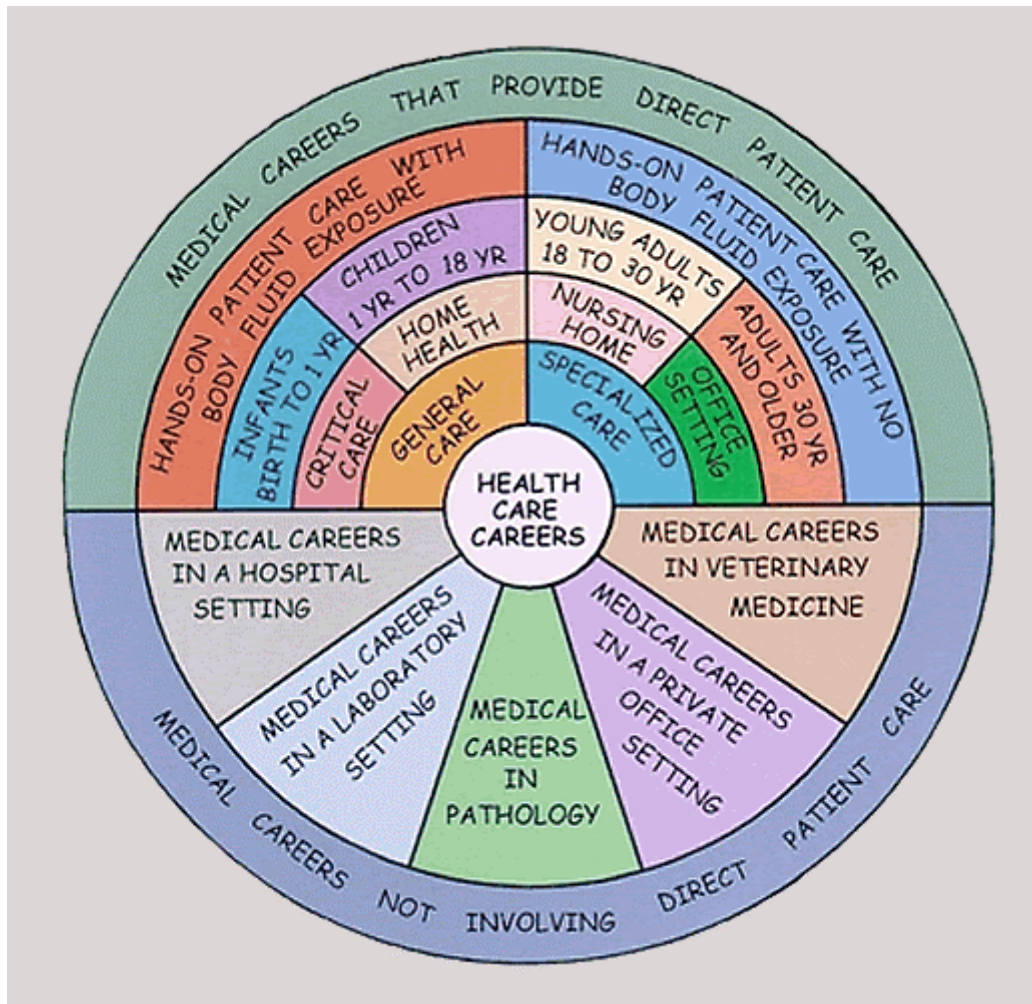 MEDICAL CAREERS THAT PROVIDE DIRECT PATIENT CARE
HANDS-ON PATIENT CARE WITH
BODY FLUID EXPOSURE
HANDS-ON PATIENT CARE WITH NO
BODY FLUID EXPOSURE
INFANTS
BIRTH TO 1 YR
CHILDREN
1 YR TO 18 YR
YOUNG ADULTS
18 TO 30 YR
ADULTS 30 YR
AND OLDER
CRITICAL
CARE
HOME
HEALTH
NURSING
HOME
OFFICE
SETTING
GENERAL
CARE
SPECIALIZED
CARE
HEALTH
CARE
CAREERS
MEDICAL CAREERS
IN A HOSPITAL
SETTING
MEDICAL CAREERS
IN A LABORATORY
SETTING
MEDICAL
CAREERS
IN
PATHOLOGY
MEDICAL CAREERS
IN A PRIVATE
OFFICE
SETTING
MEDICAL CAREERS
IN VETERINARY
MEDICINE
MEDICAL CAREERS NOT INVOLVING DIRECT PATIENT CARE